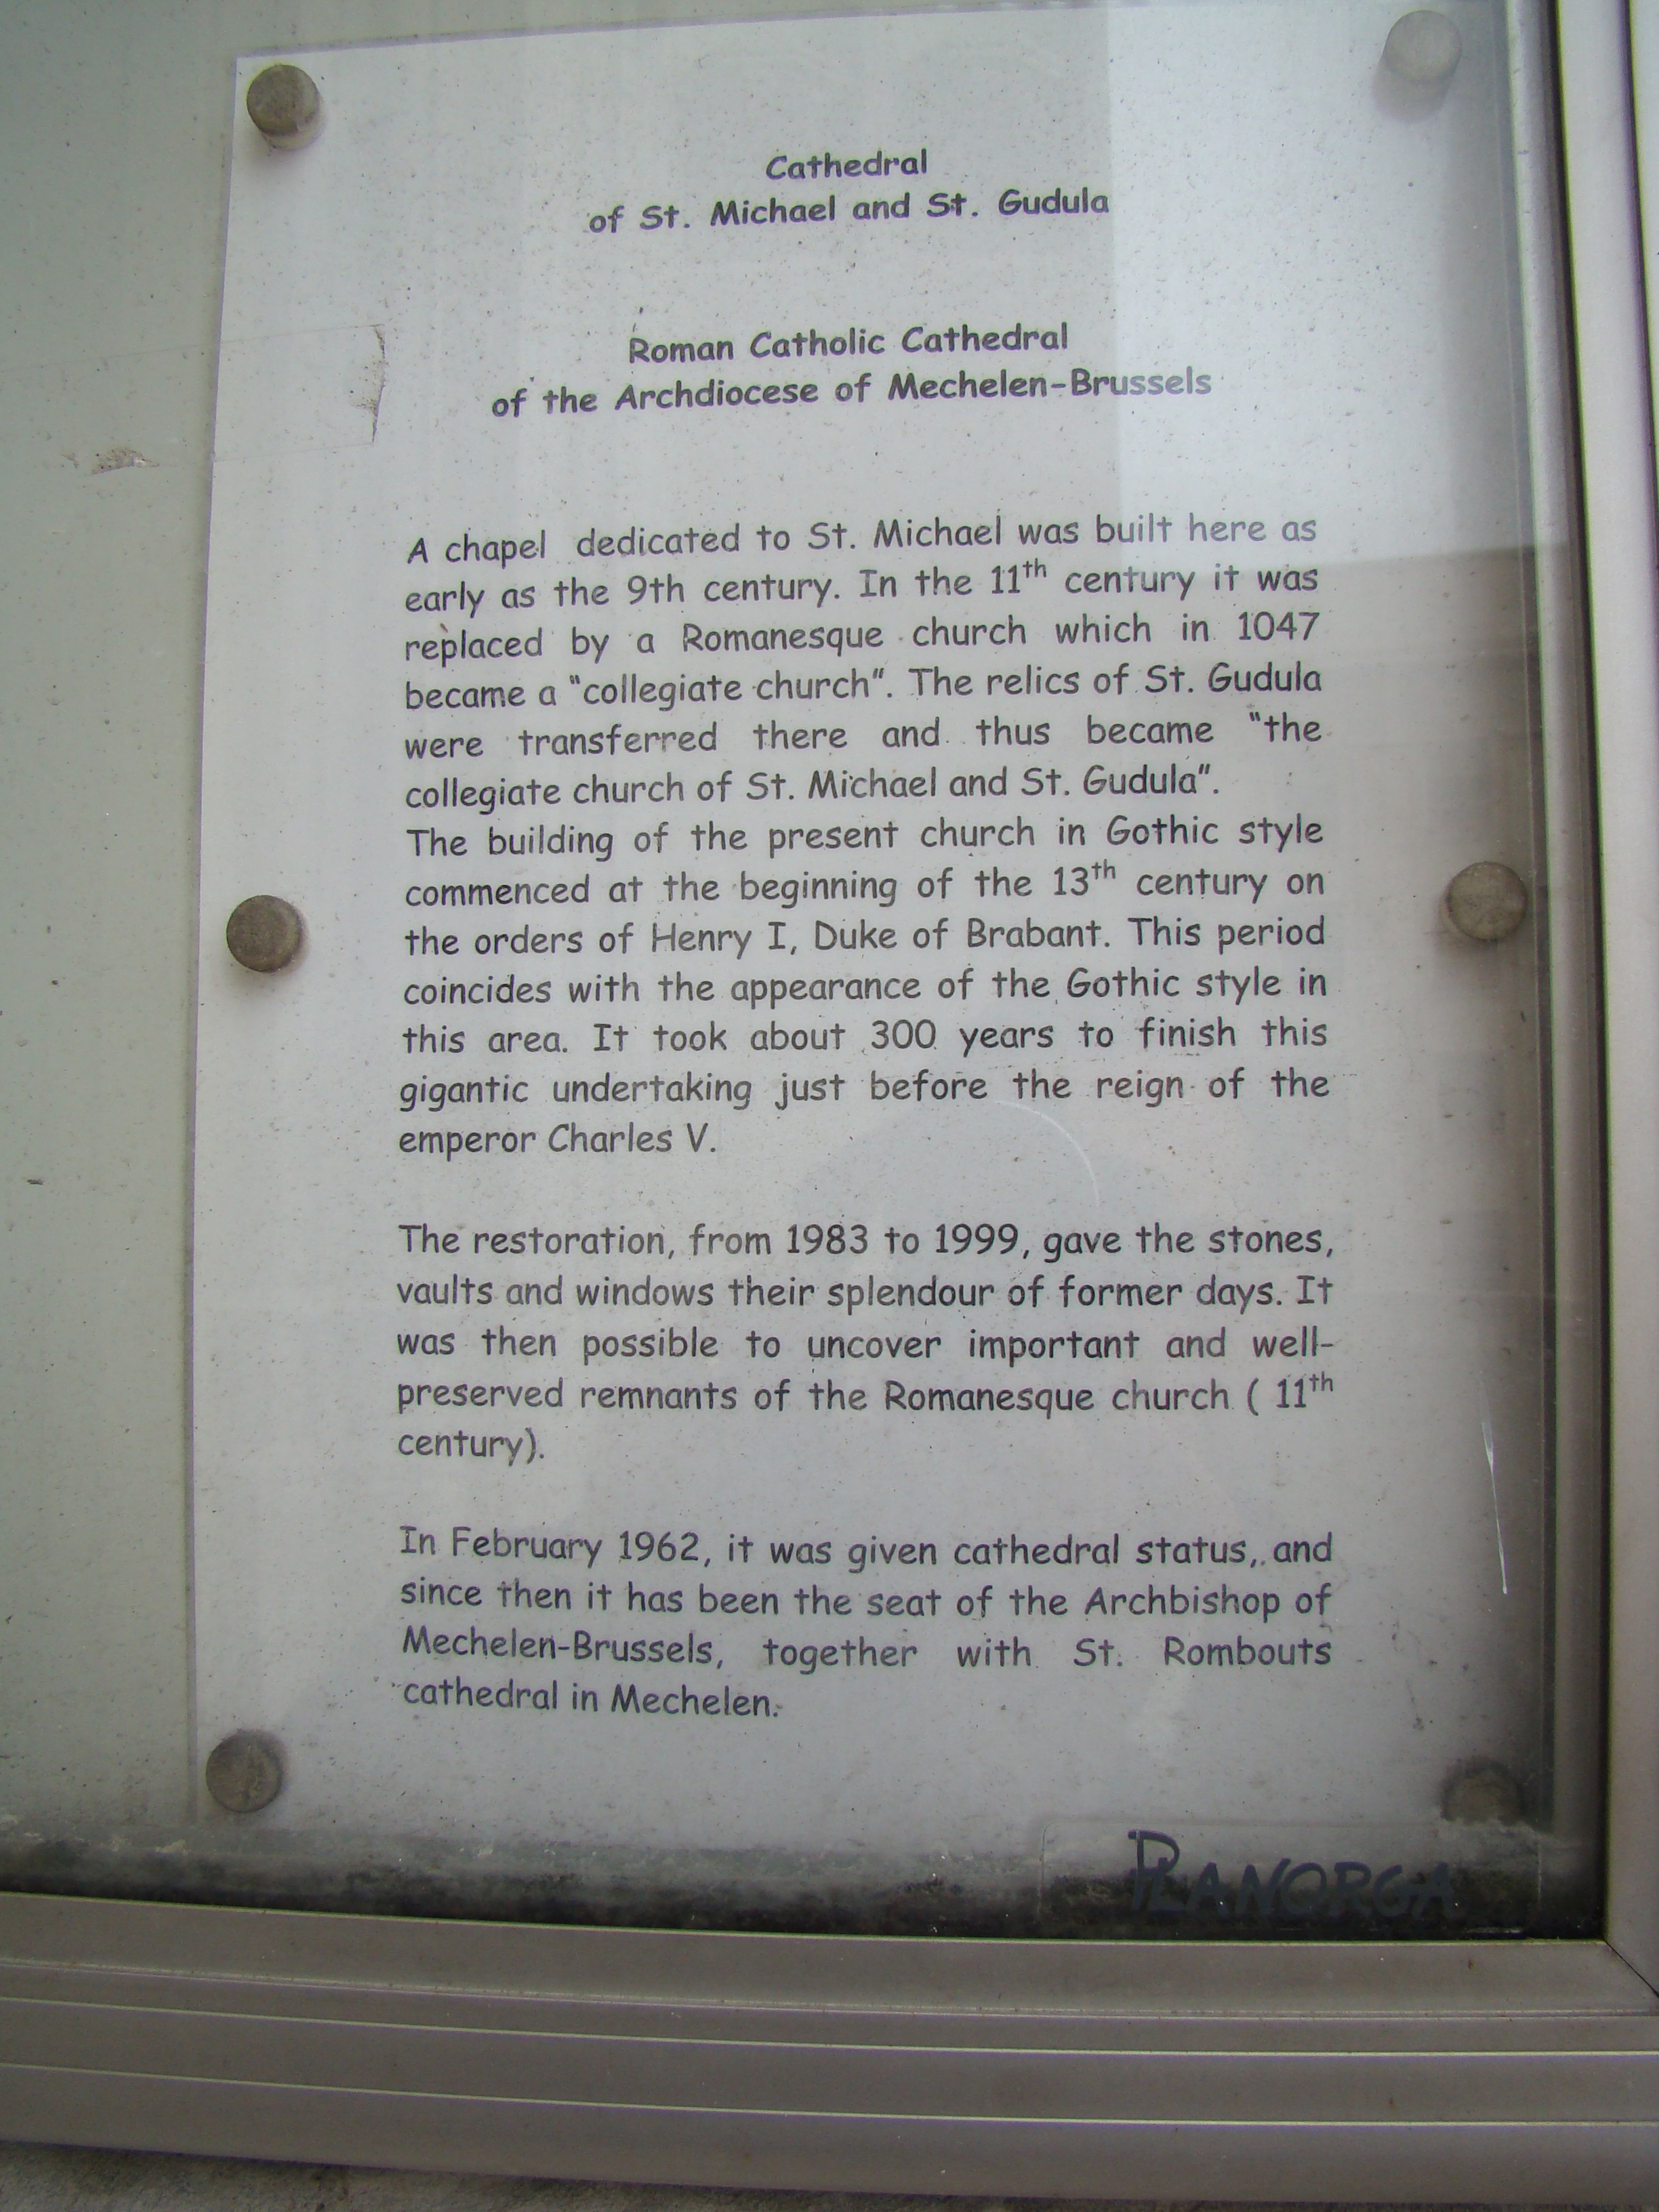 Cathedral
of St. Michael and St. Gudula
Roman Catholic Cathedral
of the Archdiocese of Mechelen-Brussels
A chapel dedicated to St. Michael was built here as
early as the 9th century. In the 11th century it was
replaced by a Romanesque church which in 1047
became a "collegiate church". The relics of St. Gudula
were transferred there and thus became "the
collegiate church of St. Michael and St. Gudula".
The building of the present church in Gothic style
commenced at the beginning of the 13th century on
the orders of Henry I, Duke of Brabant. This period
coincides with the appearance of the Gothic style in
this area. It took about 300 years to finish this
gigantic undertaking just before the reign of the
emperor Charles V.
The restoration, from 1983 to 1999, gave the stones,
vaults and windows their splendour of former days. It
was then possible to uncover important and well-
preserved remnants of the Romanesque church ( 11th
century).
In February 1962, it was given cathedral status, and
since then it has been the seat of the Archbishop of
Mechelen-Brussels, together with St. Rombouts
cathedral in Mechelen.
PLANORGA